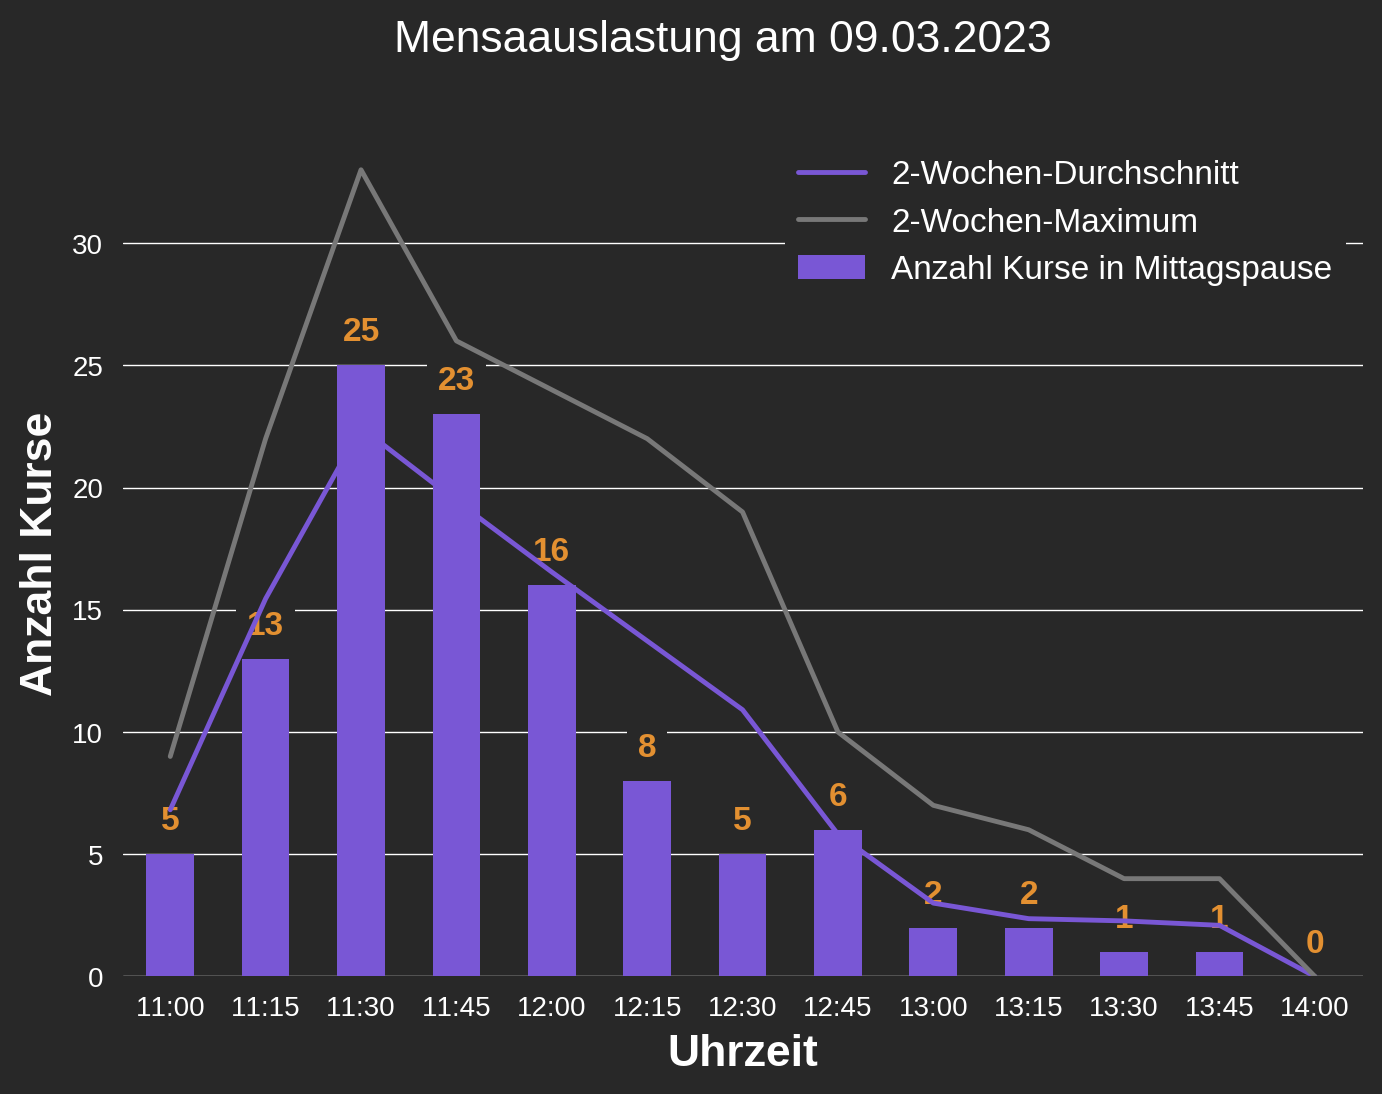 Mensaauslastung am 09.03.2023
2-Wochen-Durchschnitt
2-Wochen-Maximum
Anzahl Kurse in Mittagspause
Anzahl Kurse
30
25
20
15
10
5
0
5
13
25
23
16
8
5
6
2
2
1
1
0
11:00 11:15 11:30 11:45 12:00 12:15 12:30 12:45 13:00 13:15 13:30 13:45 14:00
Uhrzeit